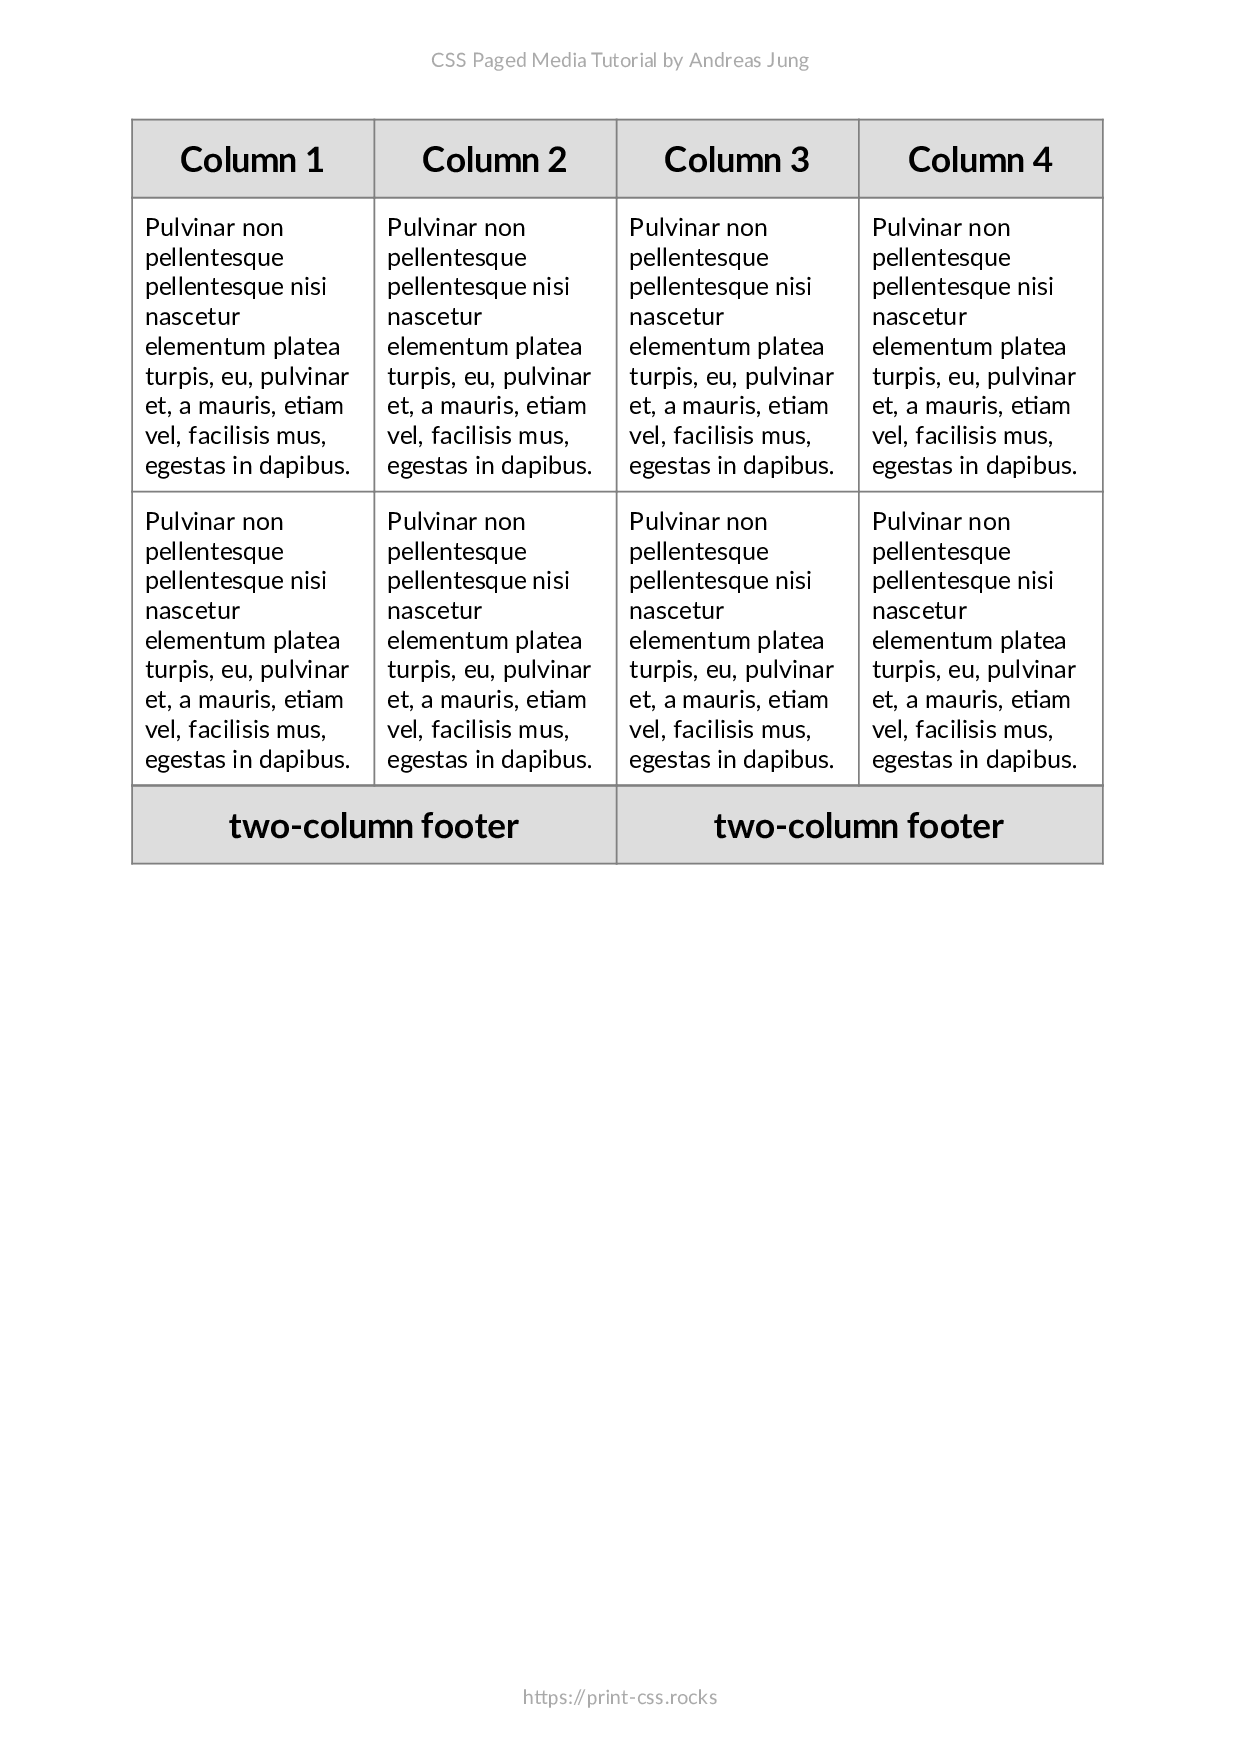 CSS Paged Media Tutorial by Andreas Jung
Column 1 Column 2 Column 3 Column 4
Pulvinar non
pellentesque
pellentesque nisi
nascetur
elementum platea
turpis, eu, pulvinar
et, a mauris, etiam
vel, facilisis mus,
egestas in dapibus.
Pulvinar non
pellentesque
pellentesque nisi
nascetur
elementum platea
turpis, eu, pulvinar
et, a mauris, etiam
vel, facilisis mus,
egestas in dapibus.
Pulvinar non
pellentesque
pellentesque nisi
nascetur
elementum platea
turpis, eu, pulvinar
et, a mauris, etiam
vel, facilisis mus,
egestas in dapibus.
Pulvinar non
pellentesque
pellentesque nisi
nascetur
elementum platea
turpis, eu, pulvinar
et, a mauris, etiam
vel, facilisis mus,
egestas in dapibus.
Pulvinar non
pellentesque
pellentesque nisi
nascetur
elementum platea
turpis, eu, pulvinar
et, a mauris, etiam
vel, facilisis mus,
egestas in dapibus.
Pulvinar non
pellentesque
pellentesque nisi
nascetur
elementum platea
turpis, eu, pulvinar
et, a mauris, etiam
vel, facilisis mus,
egestas in dapibus.
Pulvinar non
pellentesque
pellentesque nisi
nascetur
elementum platea
turpis, eu, pulvinar
et, a mauris, etiam
vel, facilisis mus,
egestas in dapibus.
Pulvinar non
pellentesque
pellentesque nisi
nascetur
elementum platea
turpis, eu, pulvinar
et, a mauris, etiam
vel, facilisis mus,
egestas in dapibus.
two-column footer two-column footer
https://print-css.rocks